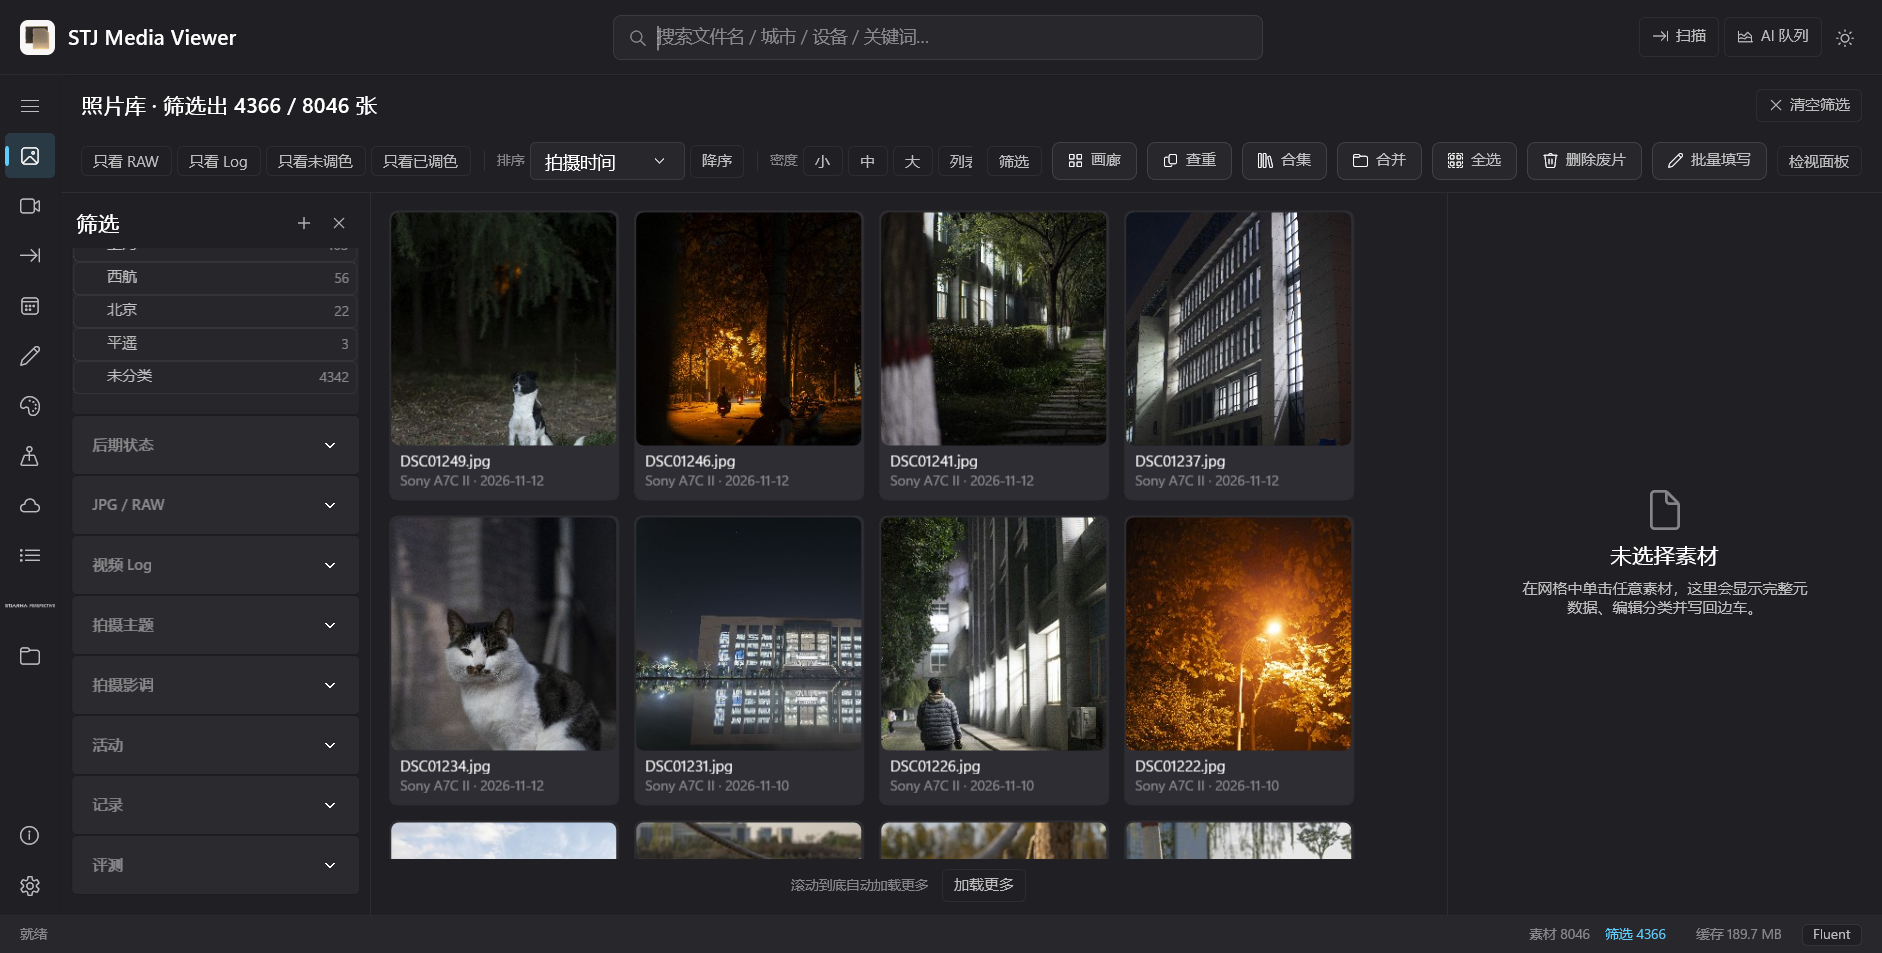 STJ Media Viewer
搜索文件名 / 城市 / 设备 / 关键词...
扫描
AI 队列
照片库 · 筛选出 4366 / 8046 张
清空筛选
只看 RAW
只看 Log
只看未调色
只看已调色
排序
拍摄时间
降序
密度
小
中
大
筛选
画廊
查重
合集
合并
全选
删除废片
批量填写
检视面板
筛选
西航 56
北京 22
平遥 3
未分类 4342
后期状态
JPG / RAW
视频 Log
拍摄主题
拍摄影调
活动
记录
评测
DSC01249.jpg
Sony A7C II · 2026-11-12
DSC01246.jpg
Sony A7C II · 2026-11-12
DSC01241.jpg
Sony A7C II · 2026-11-12
DSC01237.jpg
Sony A7C II · 2026-11-12
DSC01234.jpg
Sony A7C II · 2026-11-12
DSC01231.jpg
Sony A7C II · 2026-11-10
DSC01226.jpg
Sony A7C II · 2026-11-10
DSC01222.jpg
Sony A7C II · 2026-11-10
滚动到底自动加载更多
加载更多
未选择素材
在网格中单击任意素材，这里会显示完整元
数据、编辑分类并写回边车。
就绪
素材 8046
筛选 4366
缓存 189.7 MB
Fluent